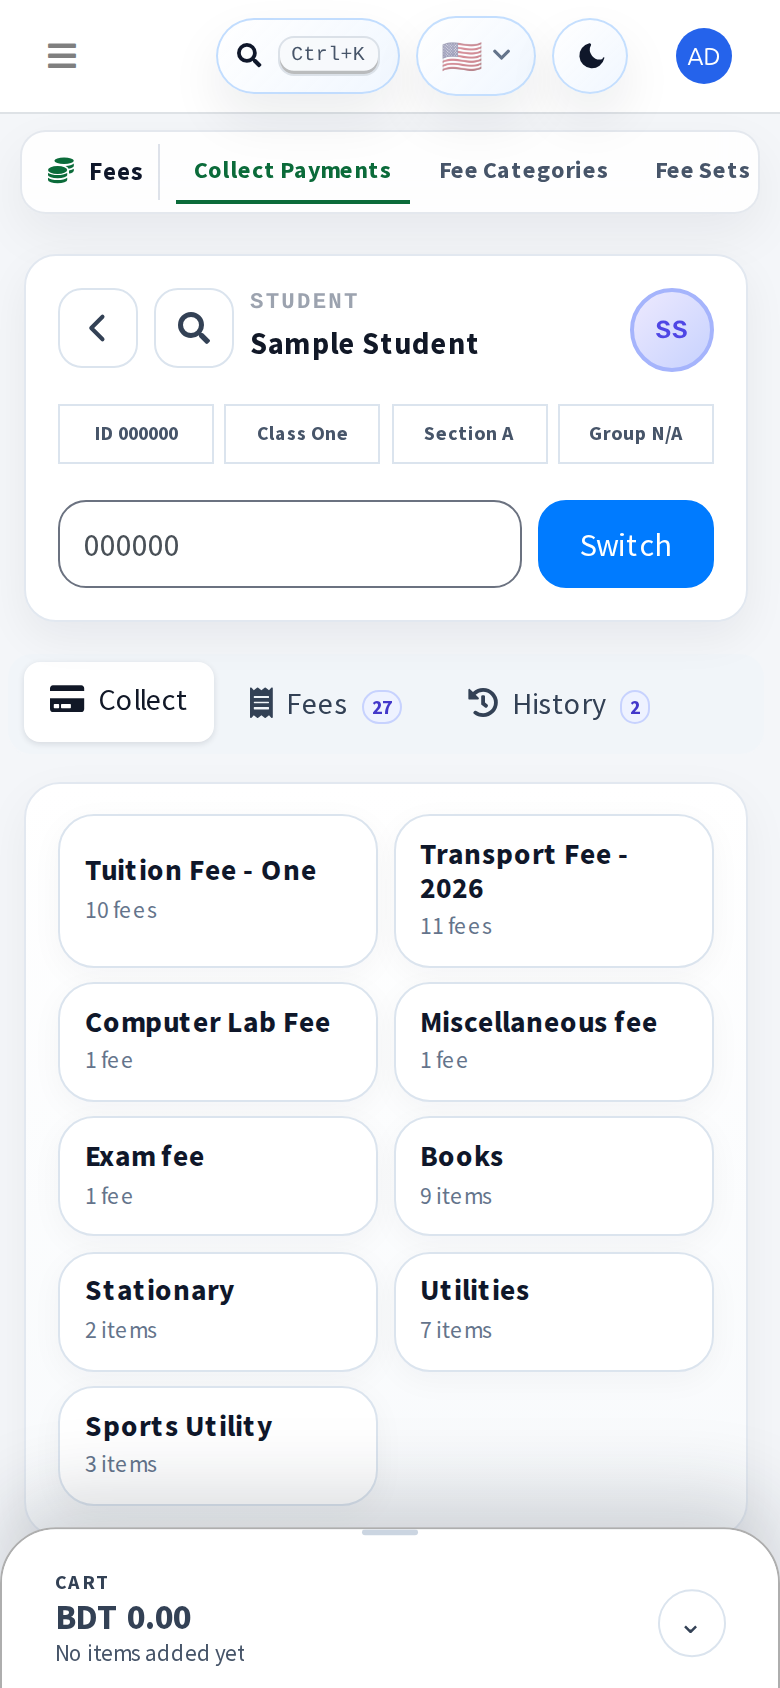 Ctrl+K
AD
Fees
Collect Payments
Fee Categories
Fee Sets
STUDENT
Sample Student
SS
ID 000000
Class One
Section A
Group N/A
000000
Switch
Collect
Fees 27
History 2
Tuition Fee - One
10 fees
Transport Fee -
2026
11 fees
Computer Lab Fee
1 fee
Miscellaneous fee
1 fee
Exam fee
1 fee
Books
9 items
Stationary
2 items
Utilities
7 items
Sports Utility
3 items
CART
BDT 0.00
No items added yet